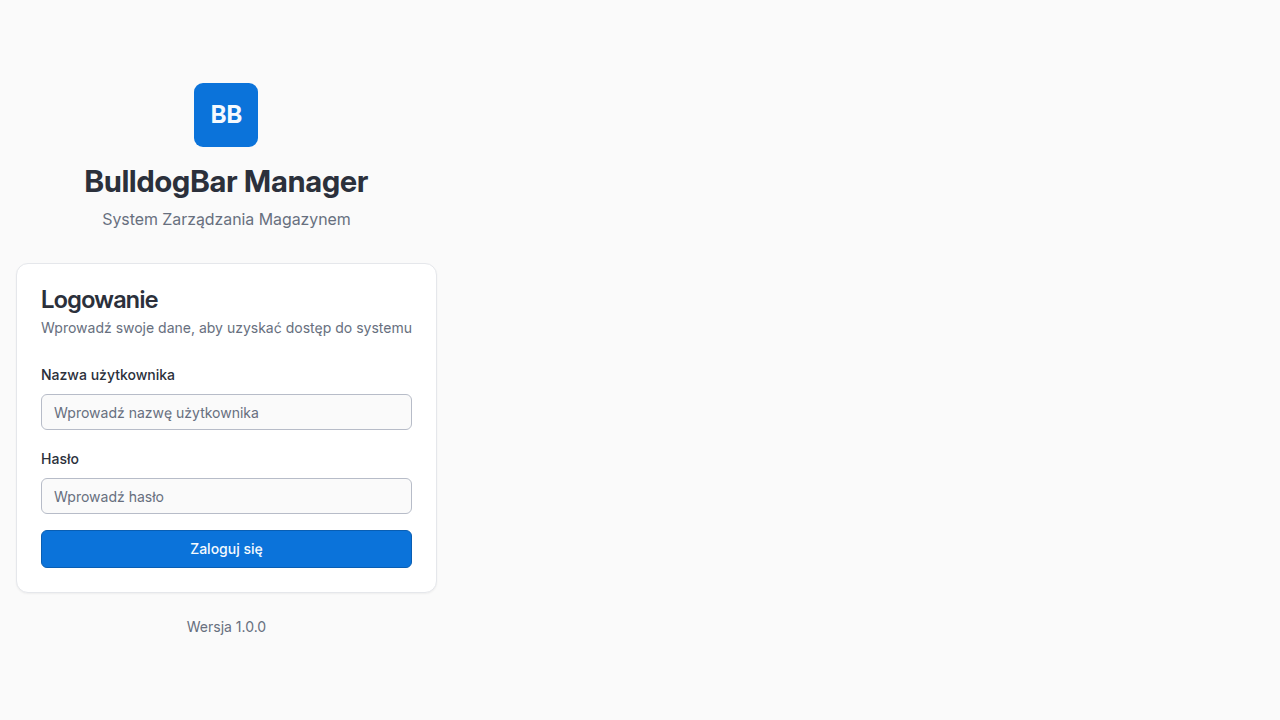 BB
BulldogBar Manager
System Zarządzania Magazynem
Logowanie
Wprowadź swoje dane, aby uzyskać dostęp do systemu
Nazwa użytkownika
Wprowadź nazwę użytkownika
Hasło
Wprowadź hasło
Zaloguj się
Wersja 1.0.0